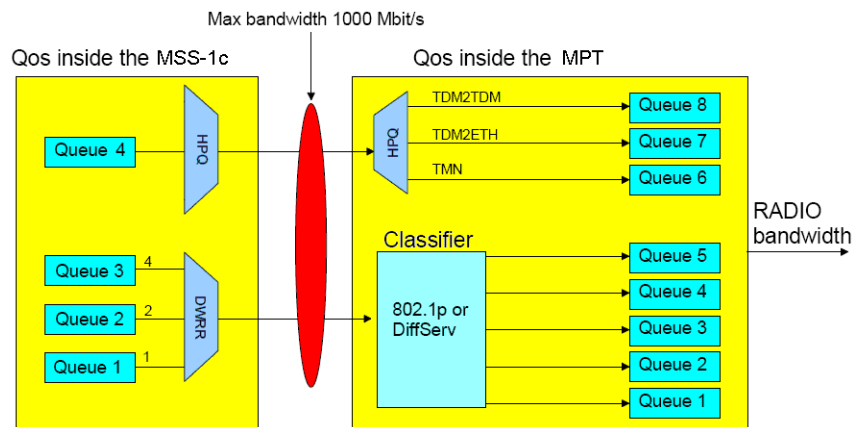 Max bandwidth 1000 Mbit/s
Qos inside the MSS-1c
Qos inside the MPT
Queue 4
HPQ
HPQ
TDM2TDM
TDM2ETH
TMN
Queue 8
Queue 7
Queue 6
RADIO
bandwidth
Queue 3
4
Queue 2
2
Queue 1
1
DWRR
Classifier
802.1p or
DiffServ
Queue 5
Queue 4
Queue 3
Queue 2
Queue 1